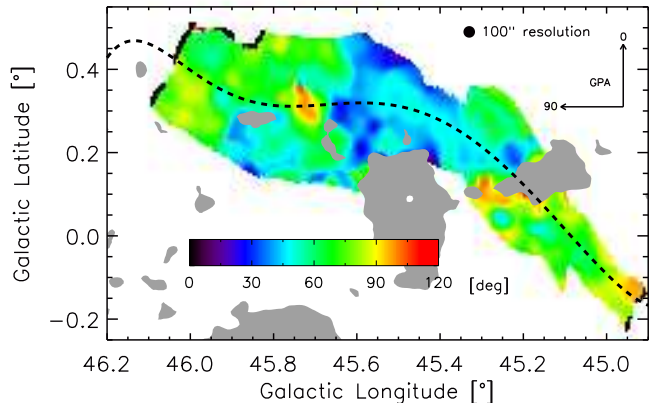 100" resolution
0
GPA
90
0.4
0.2
0.0
−0.2
Galactic Latitude [°]
0 30 60 90 120 [deg]
46.2 46.0 45.8 45.6 45.4 45.2 45.0
Galactic Longitude [°]